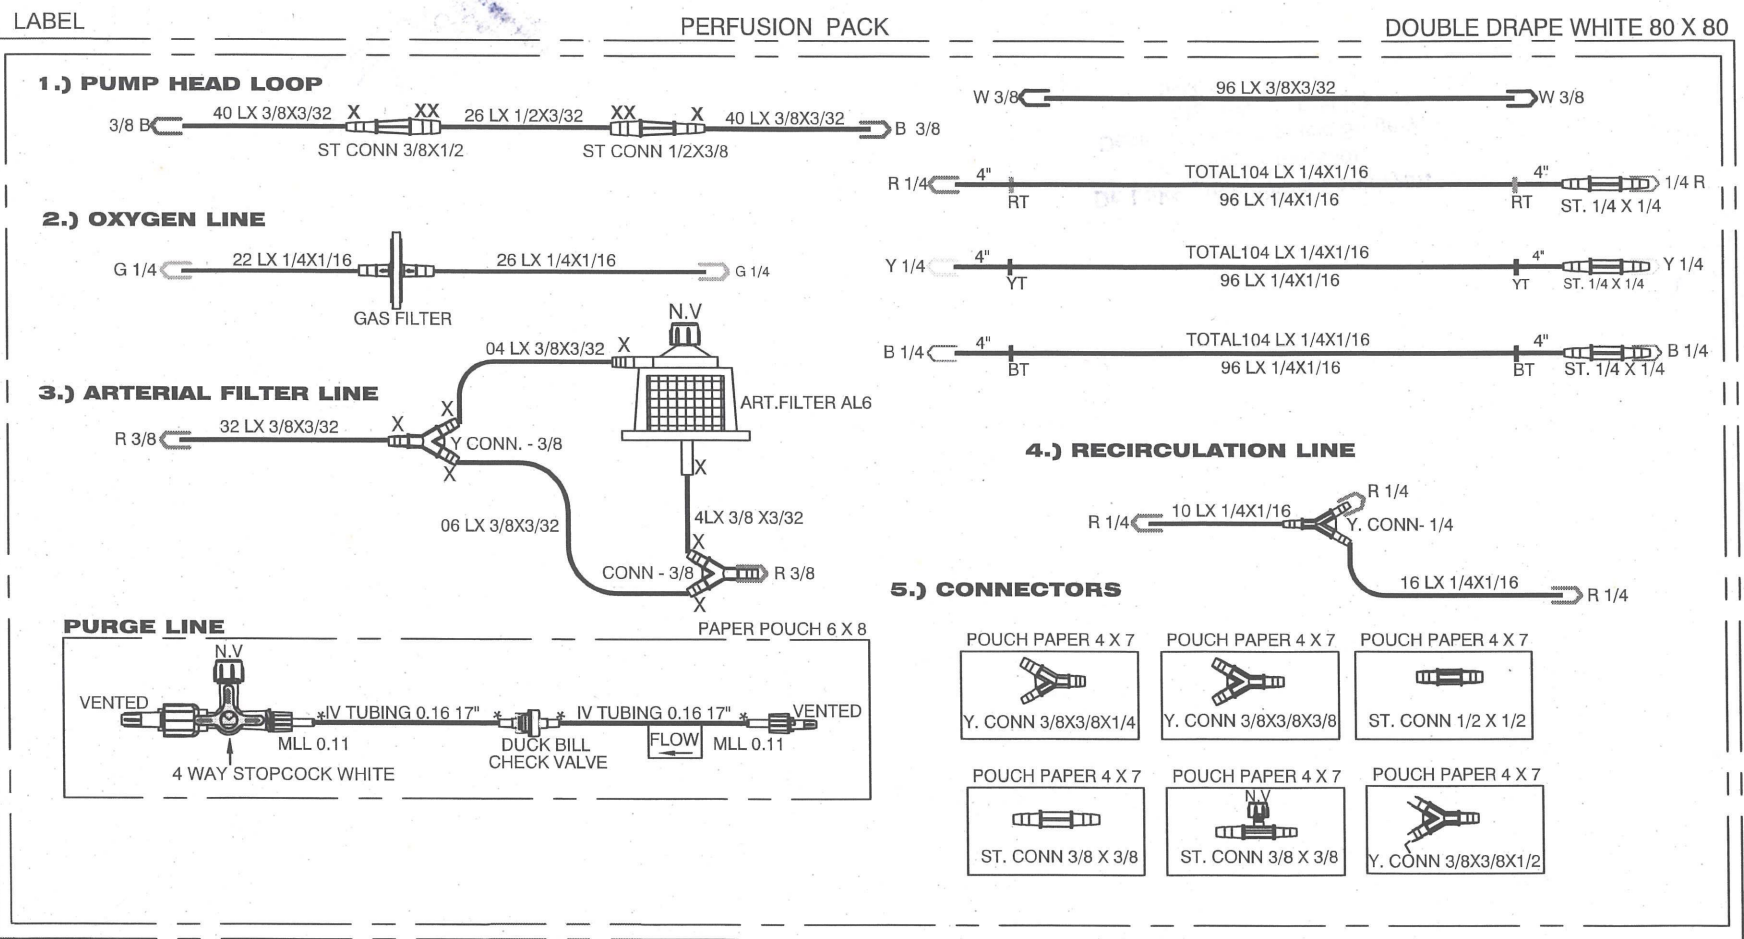 LABEL
PERFUSION PACK
DOUBLE DRAPE WHITE 80 X 80
1.) PUMP HEAD LOOP
3/8 B
40 LX 3/8X3/32
X
XX
26 LX 1/2X3/32
XX
X
40 LX 3/8X3/32
B 3/8
ST CONN 3/8X1/2
ST CONN 1/2X3/8
2.) OXYGEN LINE
G 1/4
22 LX 1/4X1/16
26 LX 1/4X1/16
G 1/4
GAS FILTER
3.) ARTERIAL FILTER LINE
R 3/8
32 LX 3/8X3/32
X
X
X
Y CONN. - 3/8
04 LX 3/8X3/32
X
N.V
ART.FILTER AL6
X
06 LX 3/8X3/32
4LX 3/8 X3/32
X
CONN - 3/8
X
R 3/8
PURGE LINE
PAPER POUCH 6 X 8
N.V
VENTED
*IV TUBING 0.16 17"
*
*
IV TUBING 0.16 17"
*
VENTED
MLL 0.11
DUCK BILL
CHECK VALVE
FLOW
MLL 0.11
4 WAY STOPCOCK WHITE
W 3/8
96 LX 3/8X3/32
W 3/8
R 1/4
4"
TOTAL104 LX 1/4X1/16
4"
1/4 R
RT
96 LX 1/4X1/16
RT
ST. 1/4 X 1/4
Y 1/4
4"
TOTAL104 LX 1/4X1/16
4"
Y 1/4
YT
96 LX 1/4X1/16
YT
ST. 1/4 X 1/4
B 1/4
4"
TOTAL104 LX 1/4X1/16
4"
B 1/4
BT
96 LX 1/4X1/16
BT
ST. 1/4 X 1/4
4.) RECIRCULATION LINE
R 1/4
10 LX 1/4X1/16
R 1/4
Y. CONN- 1/4
16 LX 1/4X1/16
R 1/4
5.) CONNECTORS
POUCH PAPER 4 X 7
Y. CONN 3/8X3/8X1/4
POUCH PAPER 4 X 7
Y. CONN 3/8X3/8X3/8
POUCH PAPER 4 X 7
ST. CONN 1/2 X 1/2
POUCH PAPER 4 X 7
ST. CONN 3/8 X 3/8
POUCH PAPER 4 X 7
N.V
ST. CONN 3/8 X 3/8
POUCH PAPER 4 X 7
Y. CONN 3/8X3/8X1/2